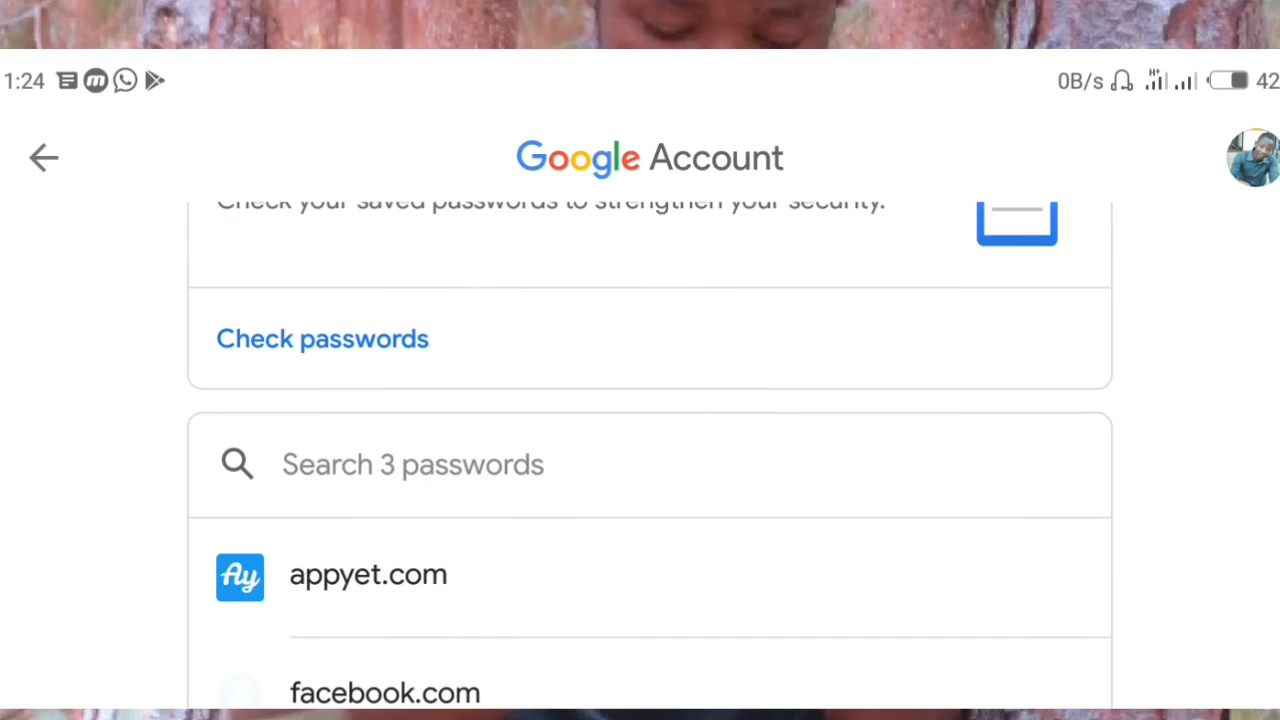 1:24 0B/s H+ 42
Google Account
Check your saved passwords to strengthen your security.
Check passwords
Search 3 passwords
Ay appyet.com
facebook.com